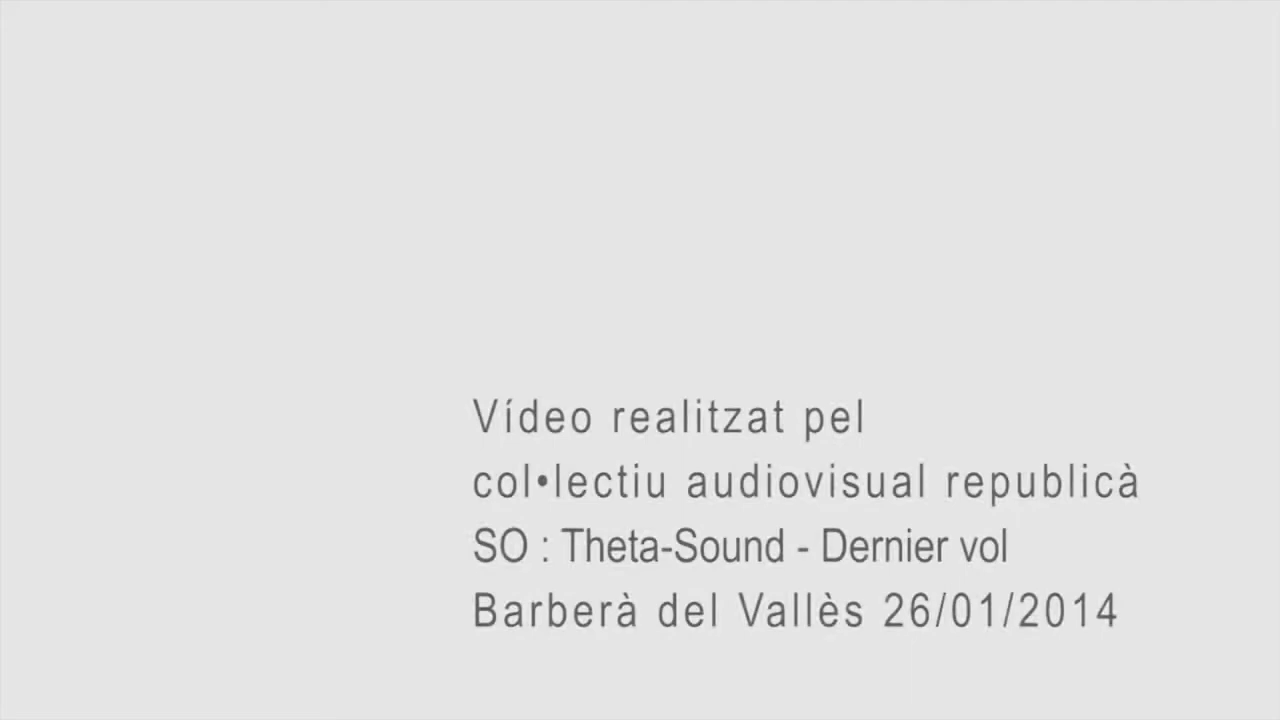 Vídeo realitzat pel
col•lectiu audiovisual republicà
SO : Theta-Sound - Dernier vol
Barberà del Vallès 26/01/2014